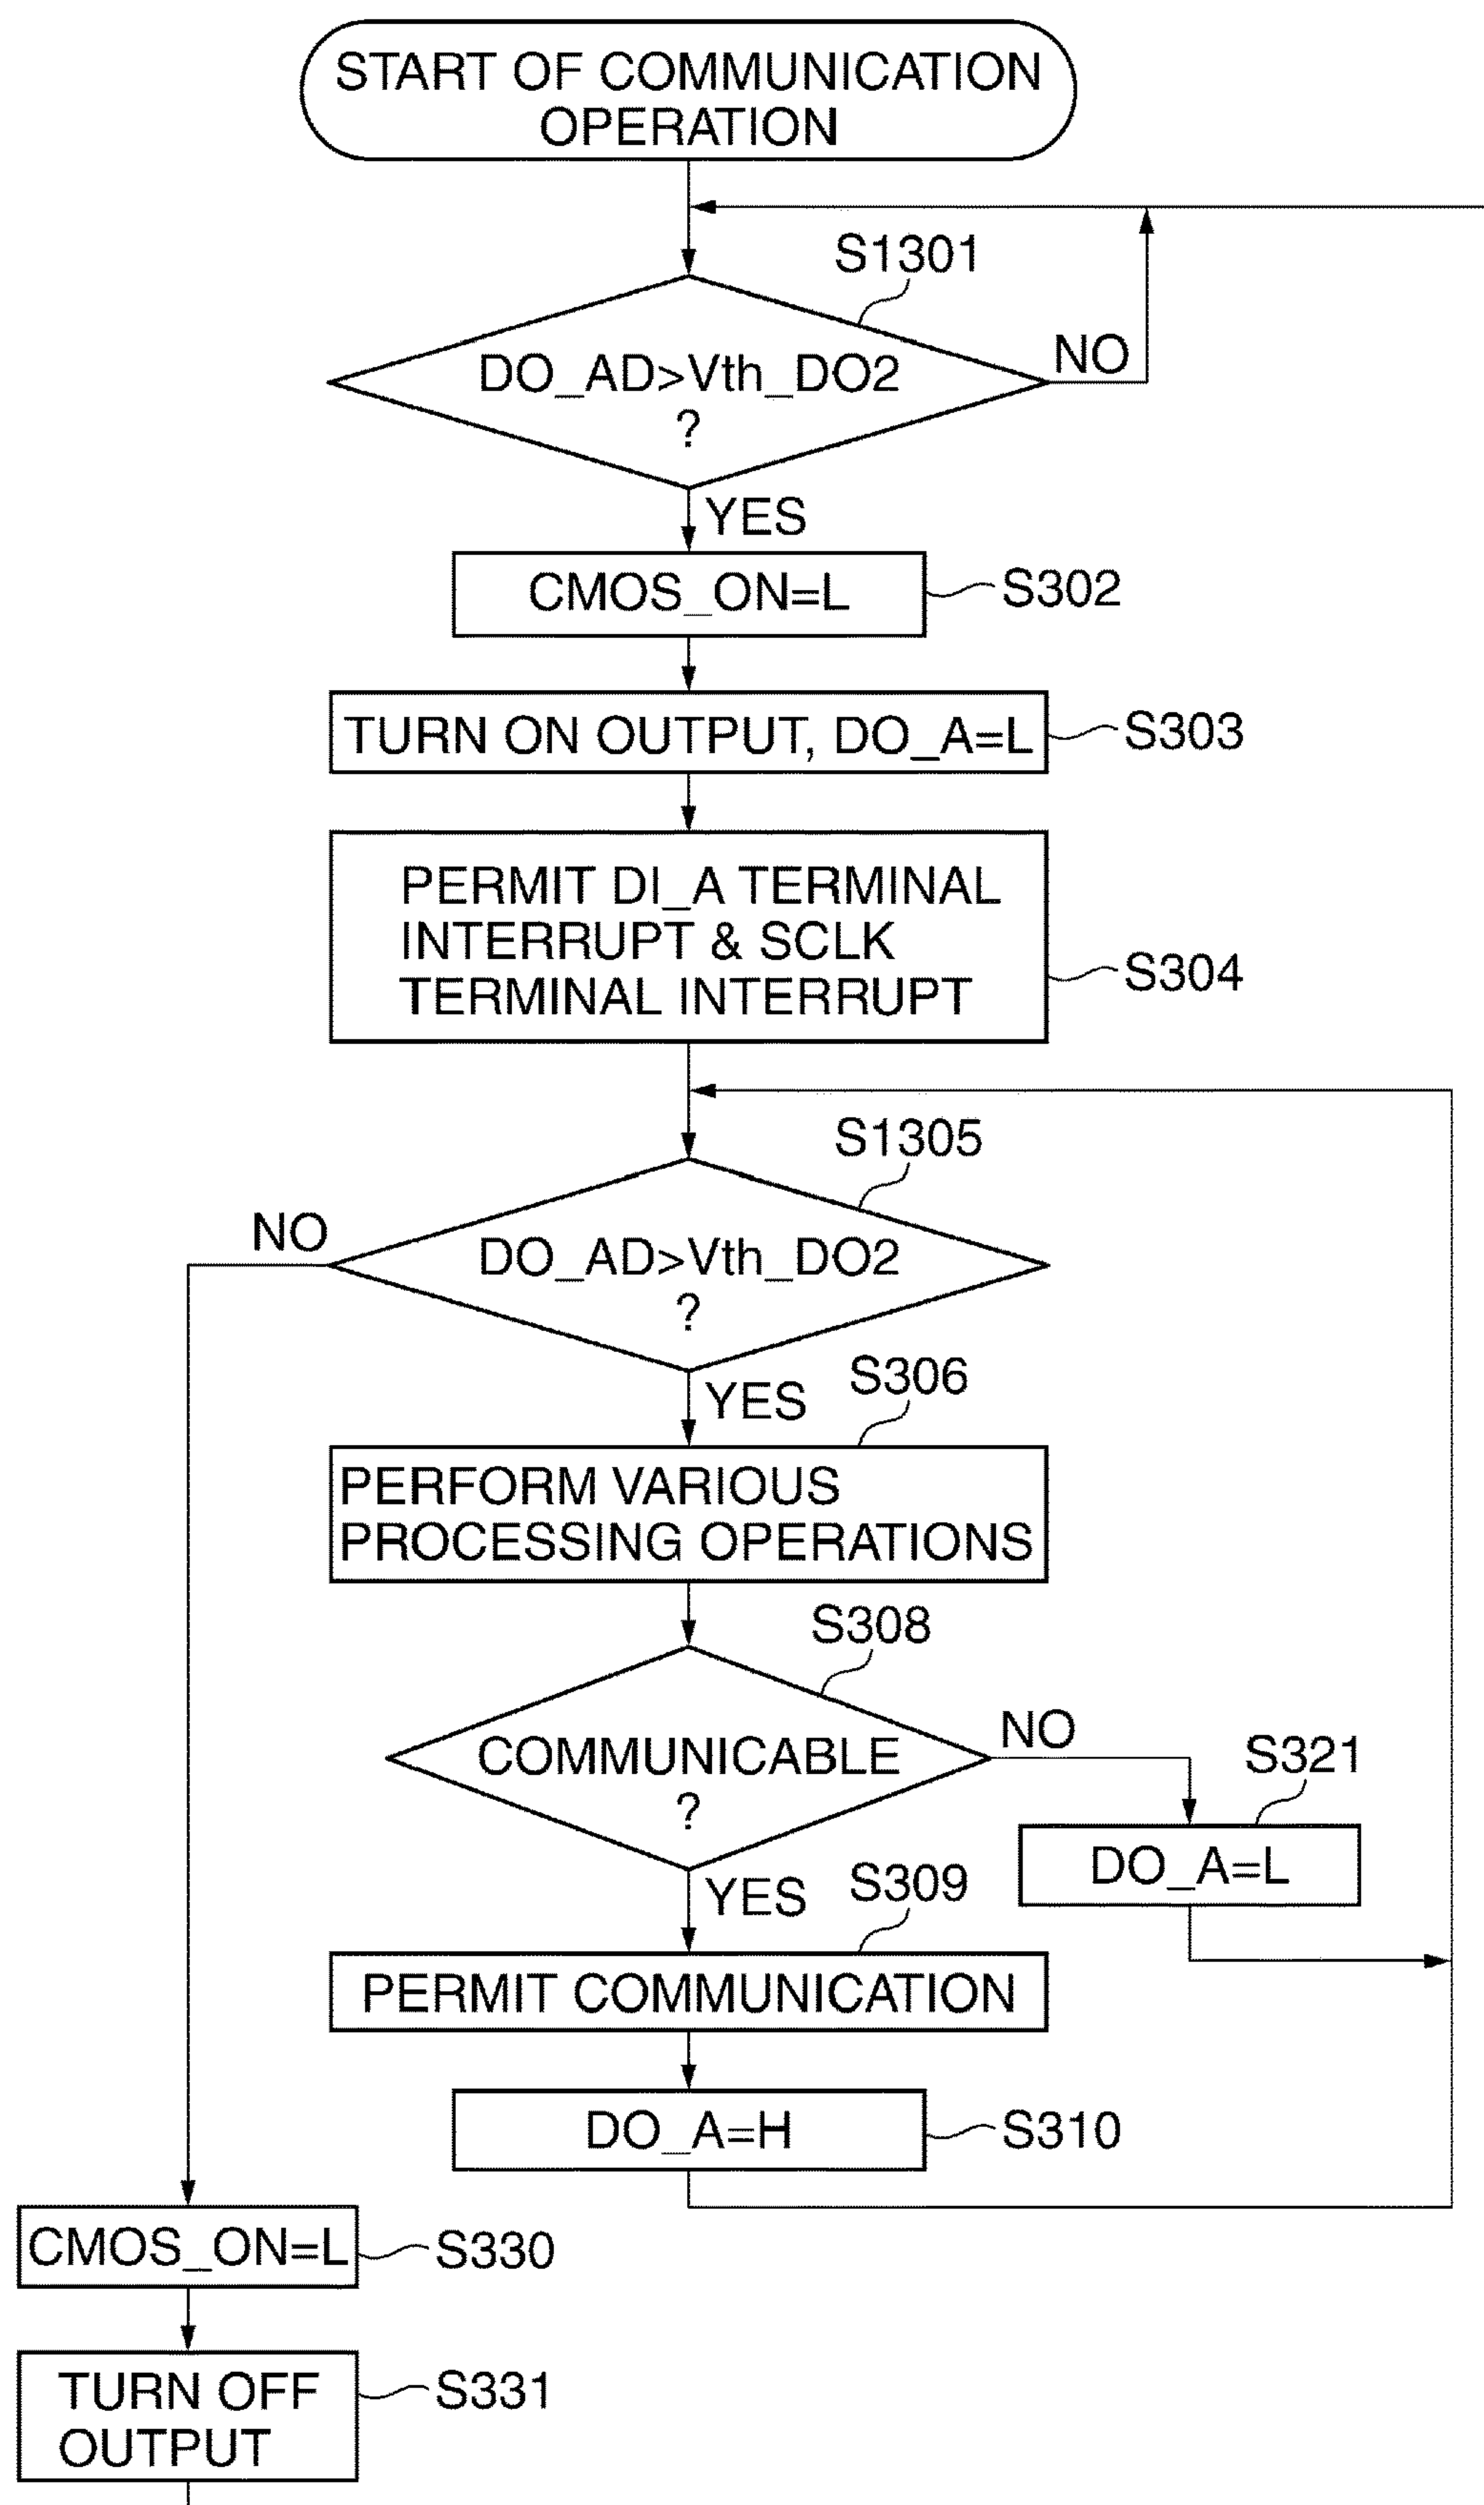 START OF COMMUNICATION
OPERATION
S1301
DO_AD>Vth_DO2
?
NO
YES
CMOS_ON=L
S302
TURN ON OUTPUT, DO_A=L
S303
PERMIT DI_A TERMINAL
INTERRUPT & SCLK
TERMINAL INTERRUPT
S304
S1305
NO
DO_AD>Vth_DO2
?
YES
S306
PERFORM VARIOUS
PROCESSING OPERATIONS
S308
COMMUNICABLE
?
NO
S321
DO_A=L
YES
S309
PERMIT COMMUNICATION
DO_A=H
S310
CMOS_ON=L
S330
TURN OFF
OUTPUT
S331